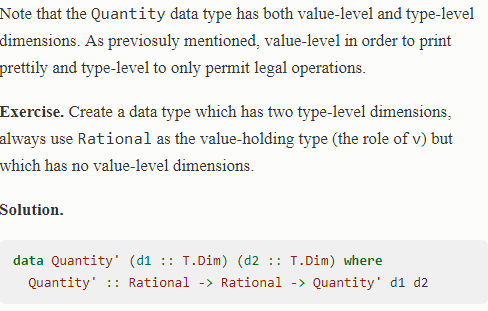 Note that the Quantity data type has both value-level and type-level
dimensions. As previosuly mentioned, value-level in order to print
prettily and type-level to only permit legal operations.
Exercise. Create a data type which has two type-level dimensions,
always use Rational as the value-holding type (the role of v) but
which has no value-level dimensions.
Solution.
data Quantity' (d1 :: T.Dim) (d2 :: T.Dim) where
  Quantity' :: Rational -> Rational -> Quantity' d1 d2